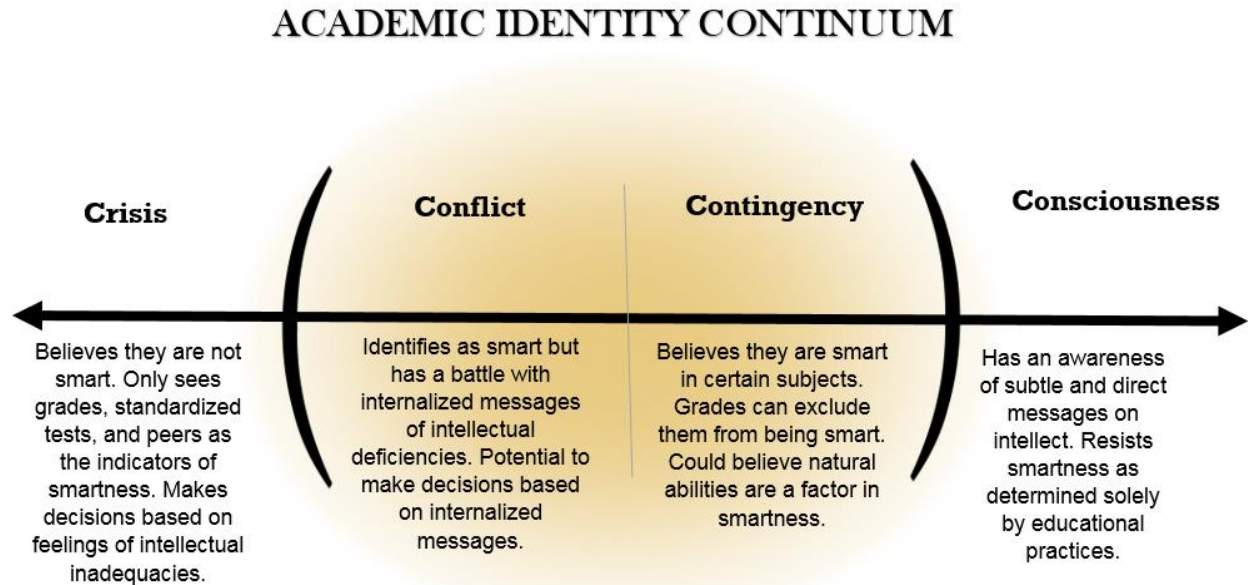 ACADEMIC IDENTITY CONTINUUM
Crisis
Believes they are not
smart. Only sees
grades, standardized
tests, and peers as
the indicators of
smartness. Makes
decisions based on
feelings of intellectual
inadequacies.
Conflict
Identifies as smart but
has a battle with
internalized messages
of intellectual
deficiencies. Potential to
make decisions based
on internalized
messages.
Contingency
Believes they are smart
in certain subjects.
Grades can exclude
them from being smart.
Could believe natural
abilities are a factor in
smartness.
Consciousness
Has an awareness
of subtle and direct
messages on
intellect. Resists
smartness as
determined solely
by educational
practices.